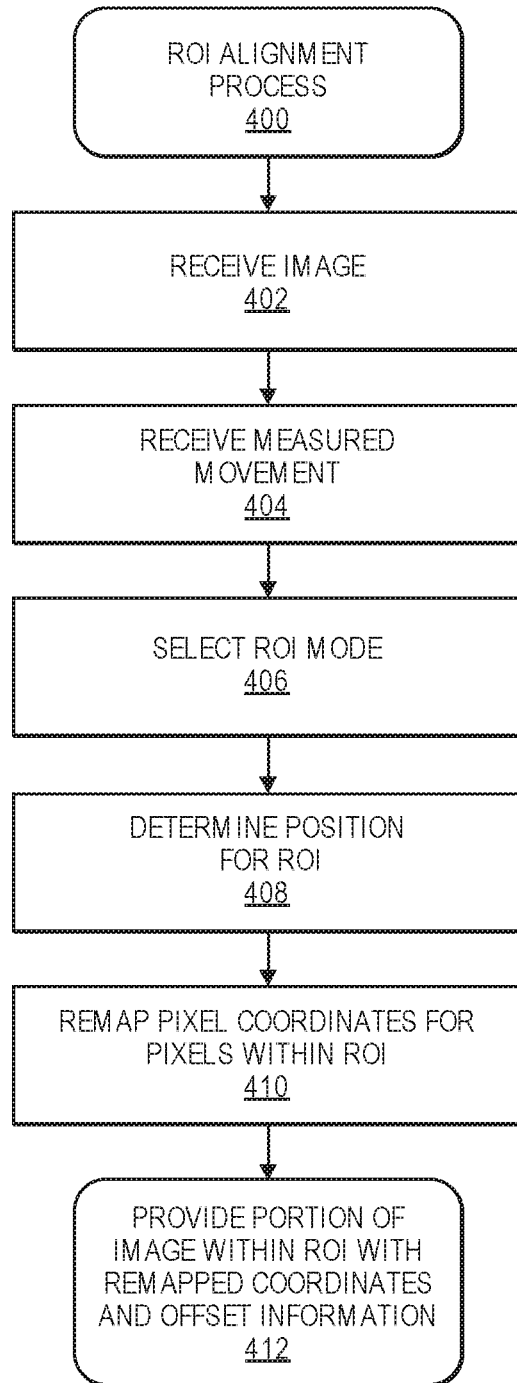 ROI ALIGNMENT
PROCESS
400
RECEIVE IMAGE
402
RECEIVE MEASURED
MOVEMENT
404
SELECT ROI MODE
406
DETERMINE POSITION
FOR ROI
408
REMAP PIXEL COORDINATES FOR
PIXELS WITHIN ROI
410
PROVIDE PORTION OF
IMAGE WITHIN ROI WITH
REMAPPED COORDINATES
AND OFFSET INFORMATION
412